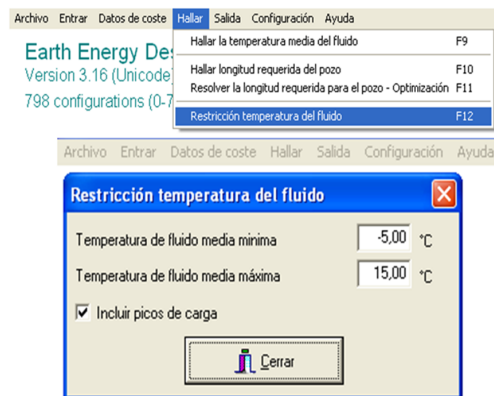 Archivo Entrar Datos de coste Hallar Salida Configuración Ayuda
Hallar la temperatura media del fluido F9
Earth Energy Des
Version 3.16 (Unicode)
Hallar longitud requerida del pozo F10
Resolver la longitud requerida para el pozo - Optimización F11
798 configurations (0-7
Restricción temperatura del fluido F12
Archivo Entrar Datos de coste Hallar Salida Configuración Ayuda
Restricción temperatura del fluido
Temperatura de fluido media minima -5,00 °C
Temperatura de fluido media máxima 15,00 °C
Incluir picos de carga
Cerrar